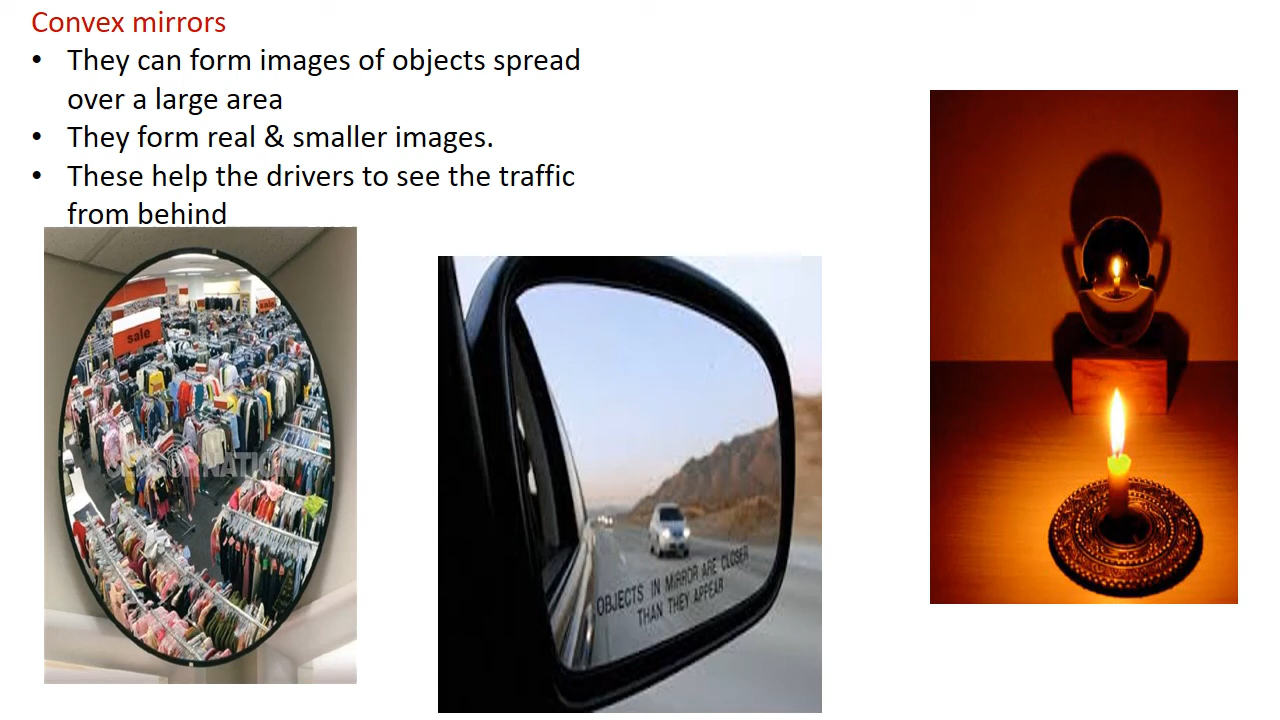 Convex mirrors
• They can form images of objects spread
over a large area
• They form real & smaller images.
• These help the drivers to see the traffic
from behind
sale
sale
OBJECTS IN MIRROR ARE CLOSER
THAN THEY APPEAR